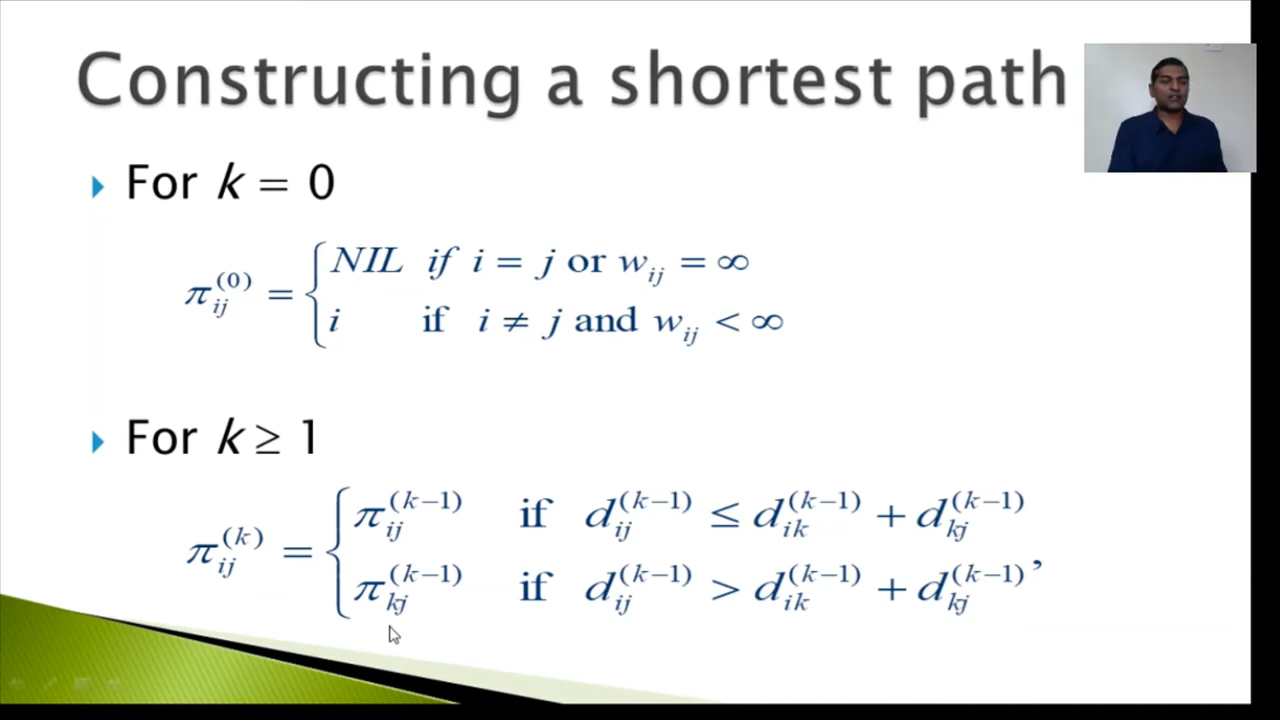 Constructing a shortest path
For k = 0
π_ij^(0) = { NIL if i = j or w_ij = ∞
i if i ≠ j and w_ij < ∞
For k ≥ 1
π_ij^(k) = { π_ij^(k−1) if d_ij^(k−1) ≤ d_ik^(k−1) + d_kj^(k−1)
π_kj^(k−1) if d_ij^(k−1) > d_ik^(k−1) + d_kj^(k−1) ,